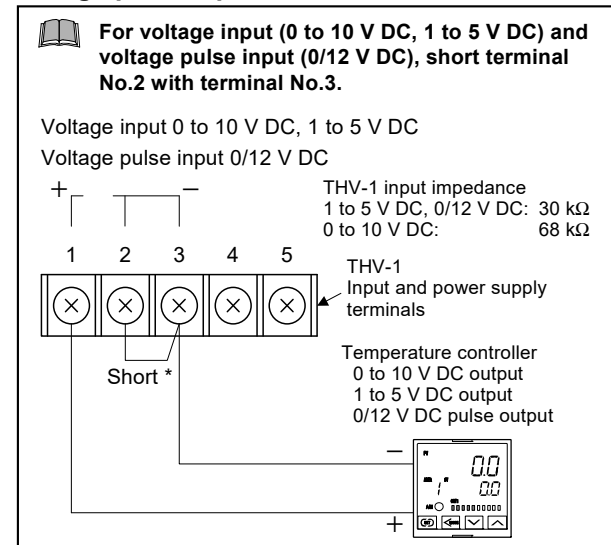 For voltage input (0 to 10 V DC, 1 to 5 V DC) and
voltage pulse input (0/12 V DC), short terminal
No.2 with terminal No.3.
Voltage input 0 to 10 V DC, 1 to 5 V DC
Voltage pulse input 0/12 V DC
+ −
THV-1 input impedance
1 to 5 V DC, 0/12 V DC: 30 kΩ
0 to 10 V DC: 68 kΩ
1 2 3 4 5
THV-1
Input and power supply
terminals
Short *
Temperature controller
0 to 10 V DC output
1 to 5 V DC output
0/12 V DC pulse output
−
0.0
0.0
+